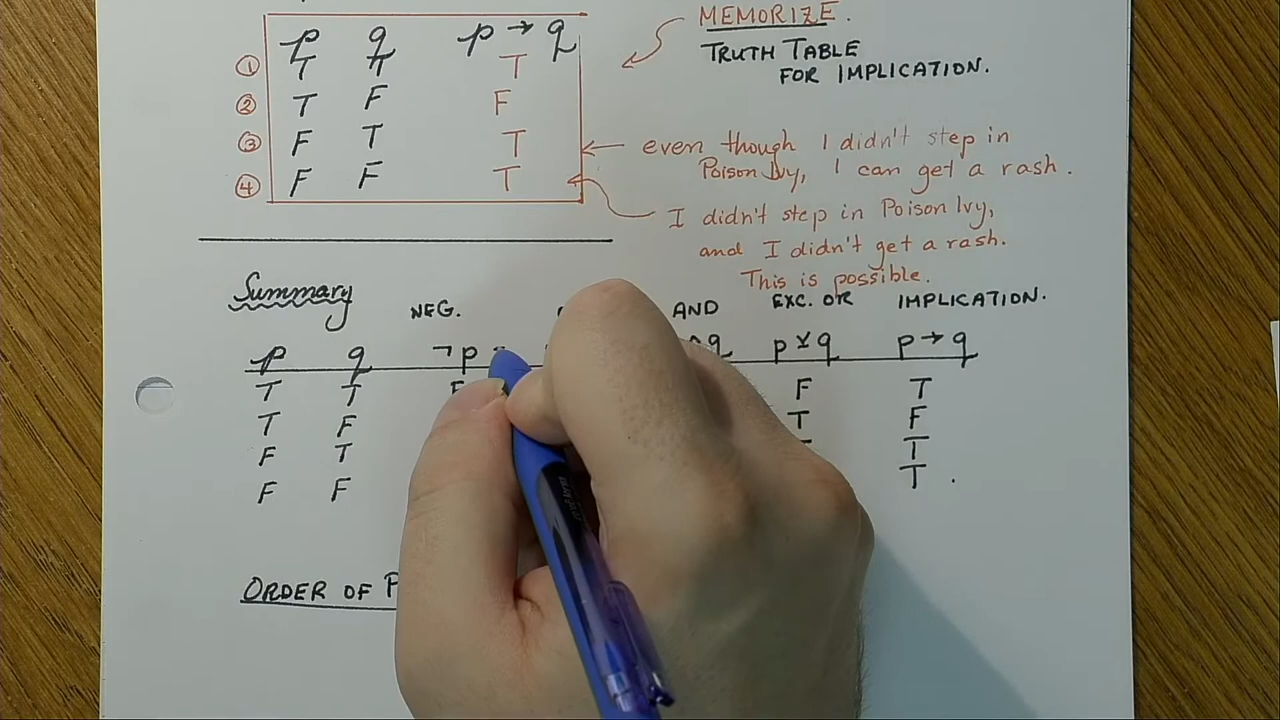 p q p → q
① T T T
② T F F
③ F T T
④ F F T
MEMORIZE.
TRUTH TABLE
FOR IMPLICATION.
even though I didn't step in
Poison Ivy, I can get a rash.
I didn't step in Poison Ivy,
and I didn't get a rash.
This is possible.
Summary
NEG. AND EXC. OR IMPLICATION.
p q ¬p q p ⊻ q p → q
T T F F T
T F T F
F T T
F F T .
ORDER OF P